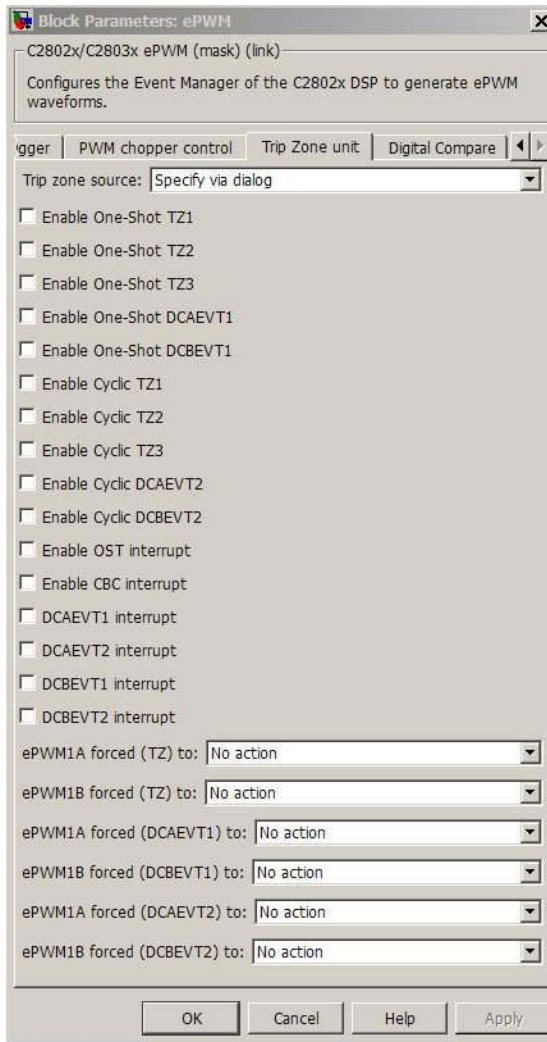 Block Parameters: ePWM
C2802x/C2803x ePWM (mask) (link)
Configures the Event Manager of the C2802x DSP to generate ePWM
waveforms.
gger PWM chopper control Trip Zone unit Digital Compare
Trip zone source: Specify via dialog
Enable One-Shot TZ1
Enable One-Shot TZ2
Enable One-Shot TZ3
Enable One-Shot DCAEVT1
Enable One-Shot DCBEVT1
Enable Cyclic TZ1
Enable Cyclic TZ2
Enable Cyclic TZ3
Enable Cyclic DCAEVT2
Enable Cyclic DCBEVT2
Enable OST interrupt
Enable CBC interrupt
DCAEVT1 interrupt
DCAEVT2 interrupt
DCBEVT1 interrupt
DCBEVT2 interrupt
ePWM1A forced (TZ) to: No action
ePWM1B forced (TZ) to: No action
ePWM1A forced (DCAEVT1) to: No action
ePWM1B forced (DCBEVT1) to: No action
ePWM1A forced (DCAEVT2) to: No action
ePWM1B forced (DCBEVT2) to: No action
OK Cancel Help Apply